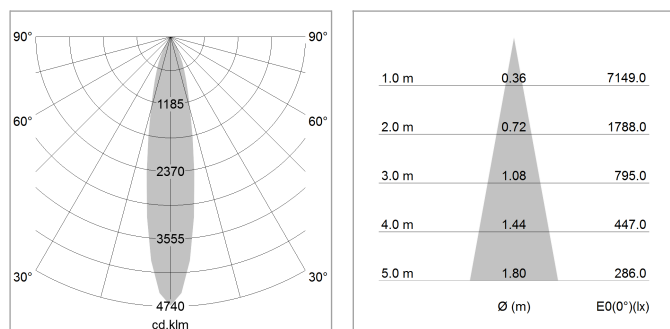 90° 90°
1185
60° 60°
2370
3555
30° 30°
4740
cd.klm
1.0 m 0.36 7149.0
2.0 m 0.72 1788.0
3.0 m 1.08 795.0
4.0 m 1.44 447.0
5.0 m 1.80 286.0
Ø (m) E0(0°)(lx)